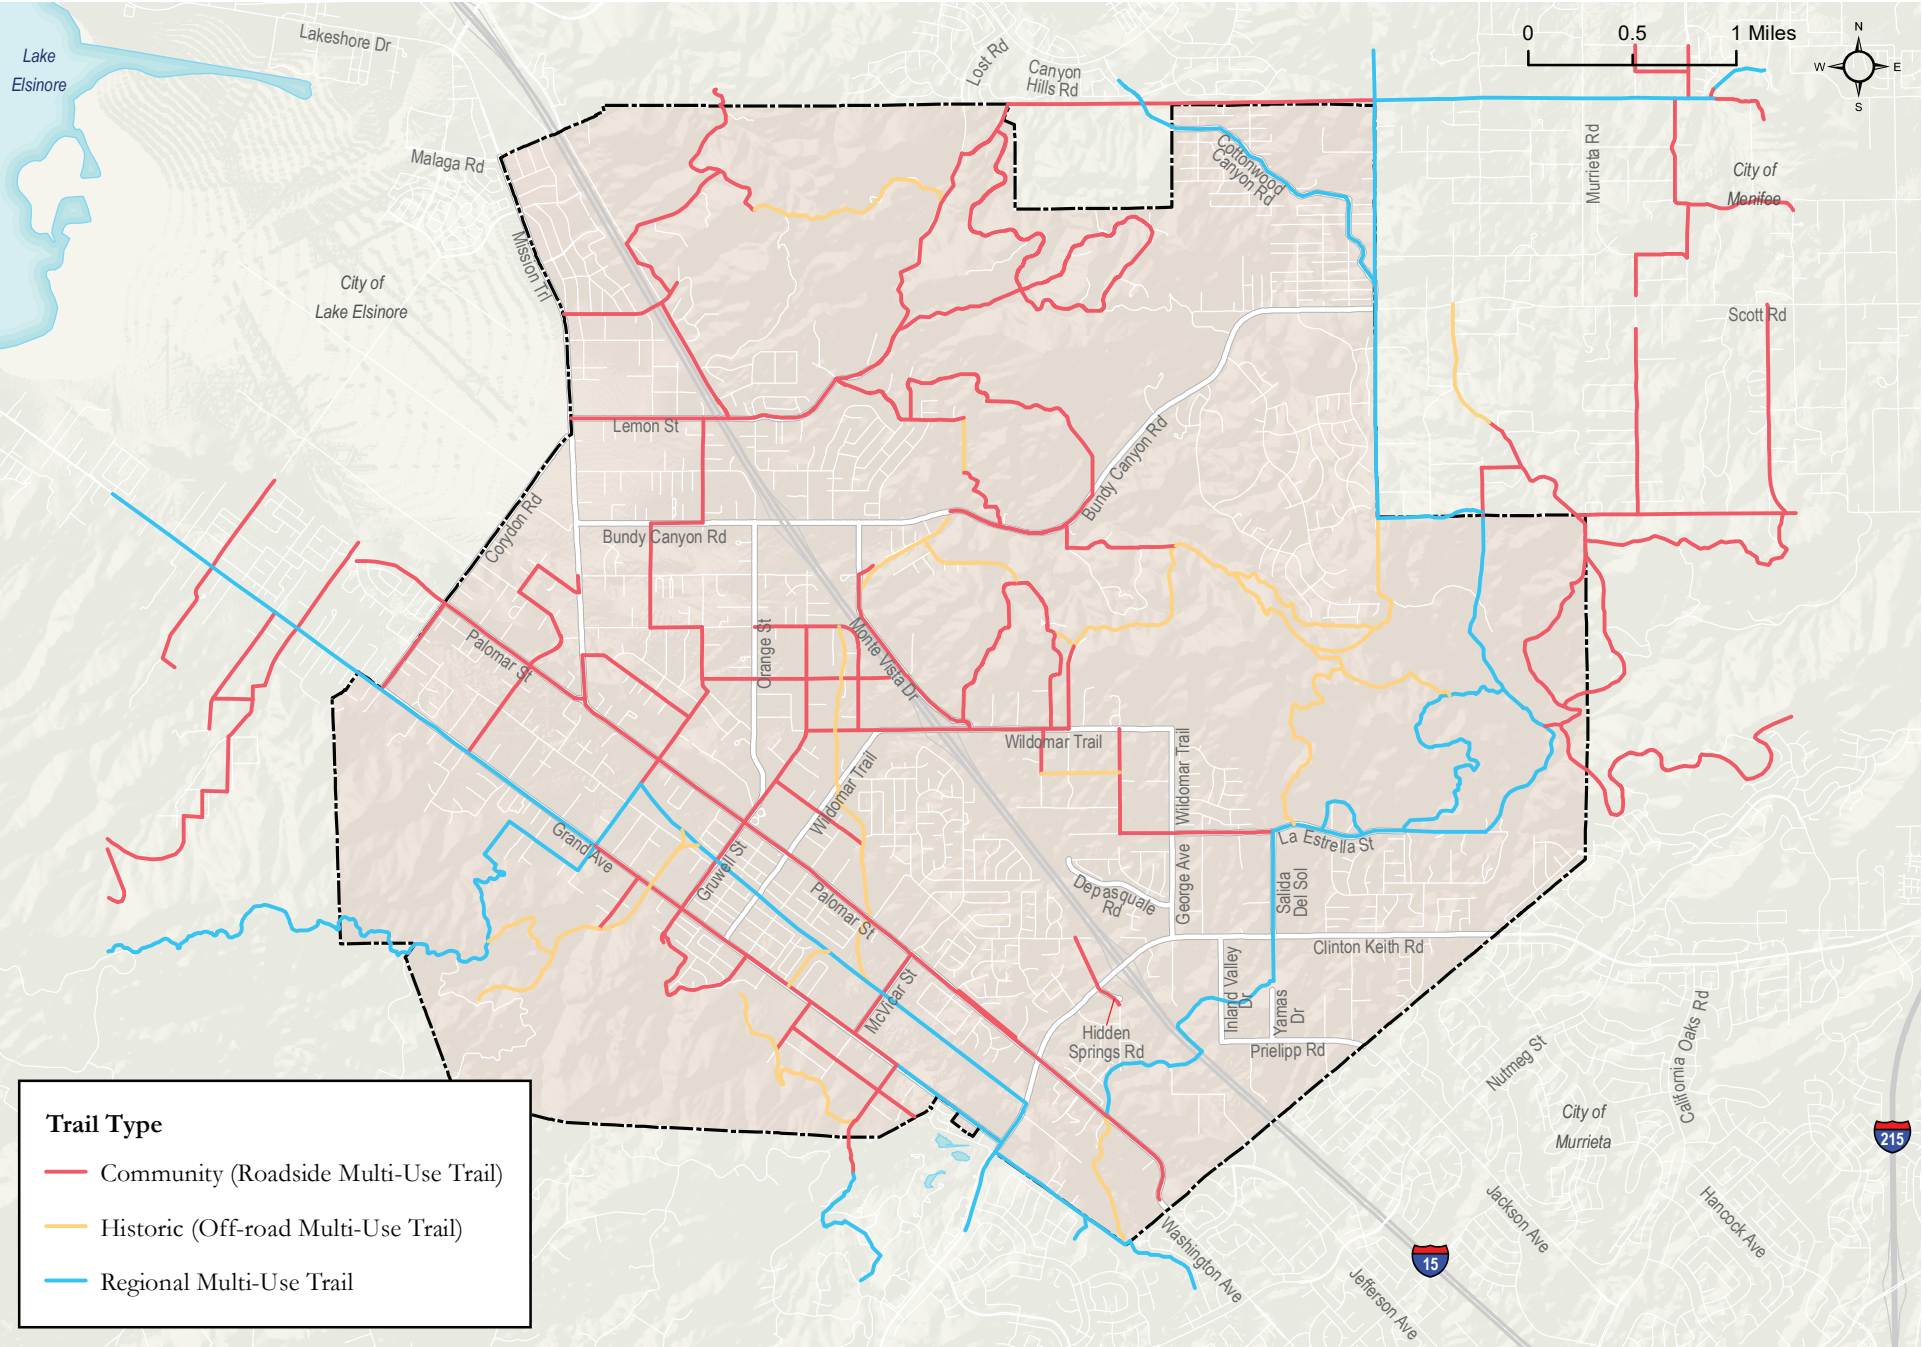 Lake
Elsinore
Lakeshore Dr
Lost Rd
Canyon
Hills Rd
0 0.5 1 Miles
N
W E
S
Malaga Rd
Cottonwood
Canyon Rd
Murrieta Rd
City of
Menifee
Mission Trl
City of
Lake Elsinore
Scott Rd
Lemon St
Bundy Canyon Rd
Corydon Rd
Bundy Canyon Rd
Palomar St
Orange St
Monte Vista Dr
Wildomar Trail
Wildomar Trail
Wildomar Trail
Grand Ave
Gruwell St
La Estrella St
Depasquale
Rd
George Ave
Salida
Del Sol
Palomar St
Clinton Keith Rd
McVicar St
Inland Valley
Dr
Yamas
Dr
Hidden
Springs Rd
Prielipp Rd
Nutmeg St
California Oaks Rd
City of
Murrieta
215
Jackson Ave
Hancock Ave
Washington Ave
15
Jefferson Ave
Trail Type
Community (Roadside Multi-Use Trail)
Historic (Off-road Multi-Use Trail)
Regional Multi-Use Trail